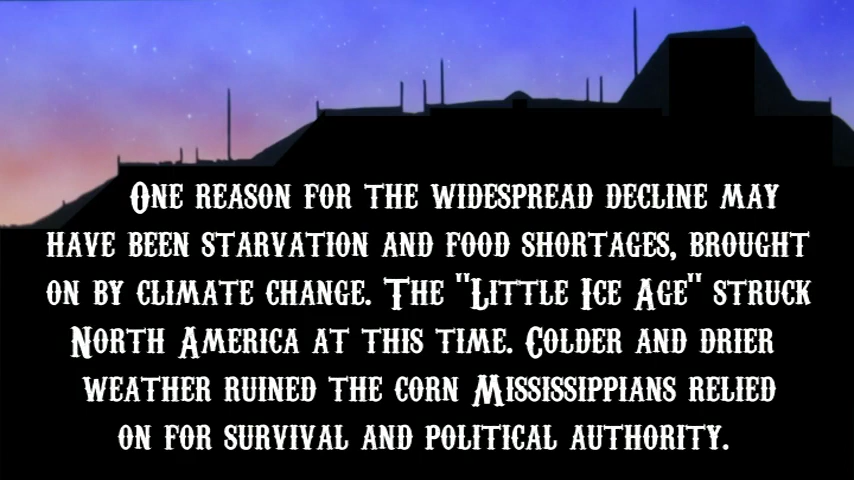 One reason for the widespread decline may
have been starvation and food shortages, brought
on by climate change. The "Little Ice Age" struck
North America at this time. Colder and drier
weather ruined the corn Mississippians relied
on for survival and political authority.